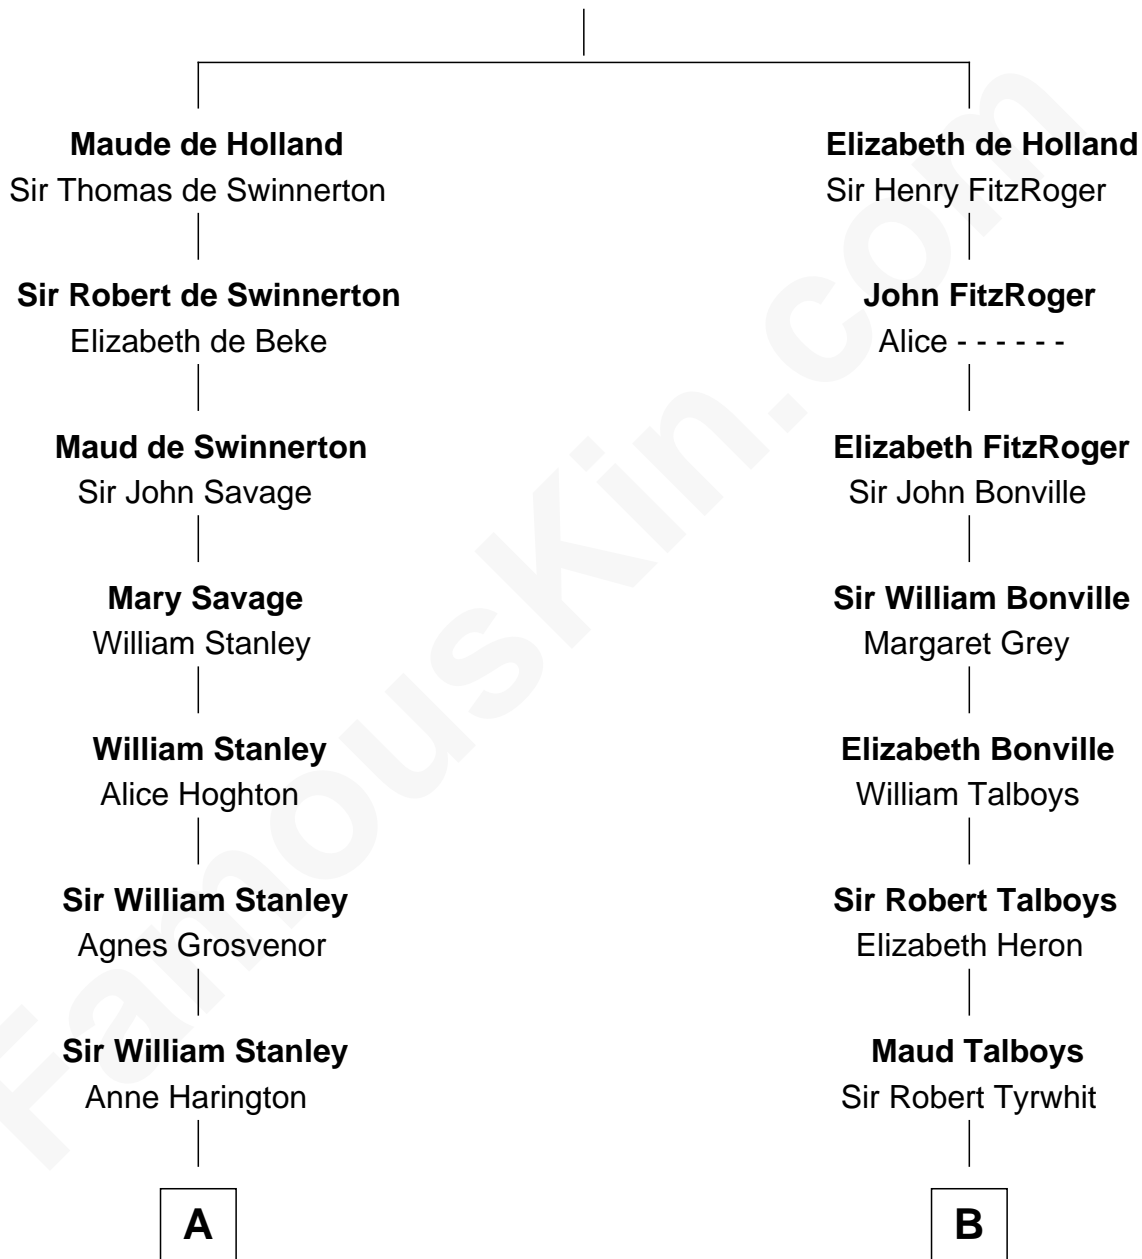 Maude de Holland
Sir Thomas de Swinnerton
Elizabeth de Holland
Sir Henry FitzRoger
Sir Robert de Swinnerton
Elizabeth de Beke
John FitzRoger
Alice - - - - - -
Maud de Swinnerton
Sir John Savage
Elizabeth FitzRoger
Sir John Bonville
Mary Savage
William Stanley
Sir William Bonville
Margaret Grey
William Stanley
Alice Hoghton
Elizabeth Bonville
William Talboys
Sir William Stanley
Agnes Grosvenor
Sir Robert Talboys
Elizabeth Heron
Sir William Stanley
Anne Harington
Maud Talboys
Sir Robert Tyrwhit
A
B
FamousKin.com